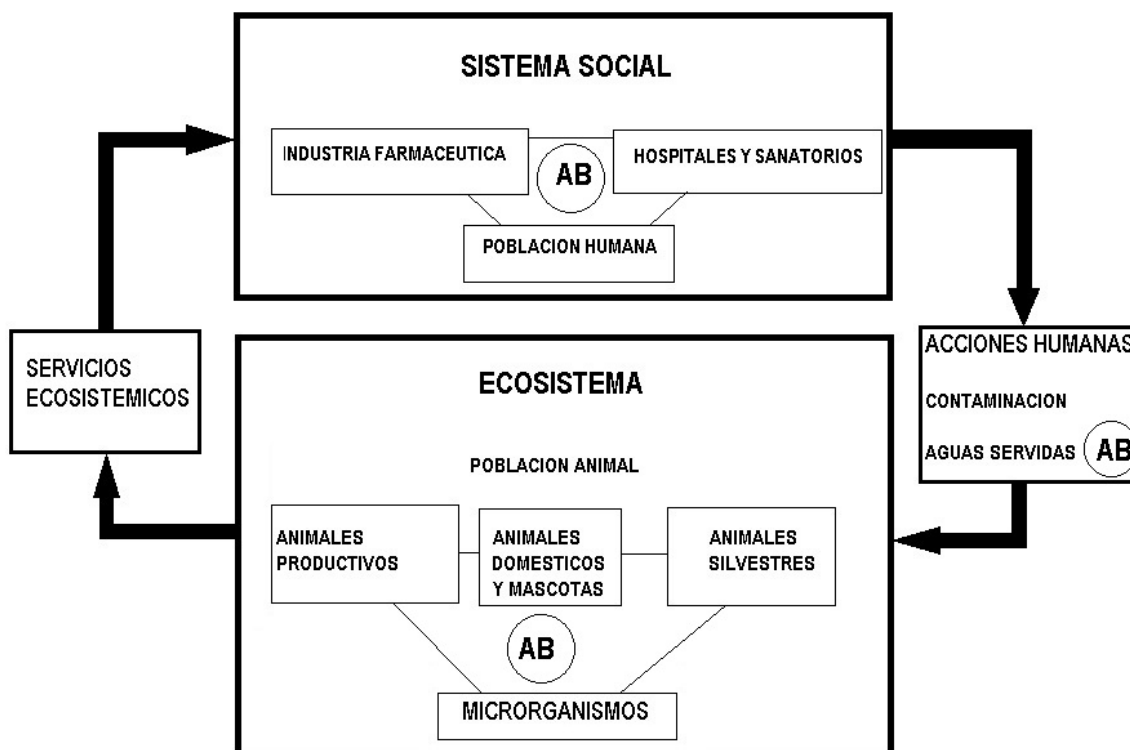 SISTEMA SOCIAL
INDUSTRIA FARMACEUTICA
AB
HOSPITALES Y SANATORIOS
POBLACION HUMANA
SERVICIOS
ECOSISTEMICOS
ACCIONES HUMANAS
CONTAMINACION
AGUAS SERVIDAS
AB
ECOSISTEMA
POBLACION ANIMAL
ANIMALES
PRODUCTIVOS
ANIMALES
DOMESTICOS
Y MASCOTAS
ANIMALES
SILVESTRES
AB
MICRORGANISMOS